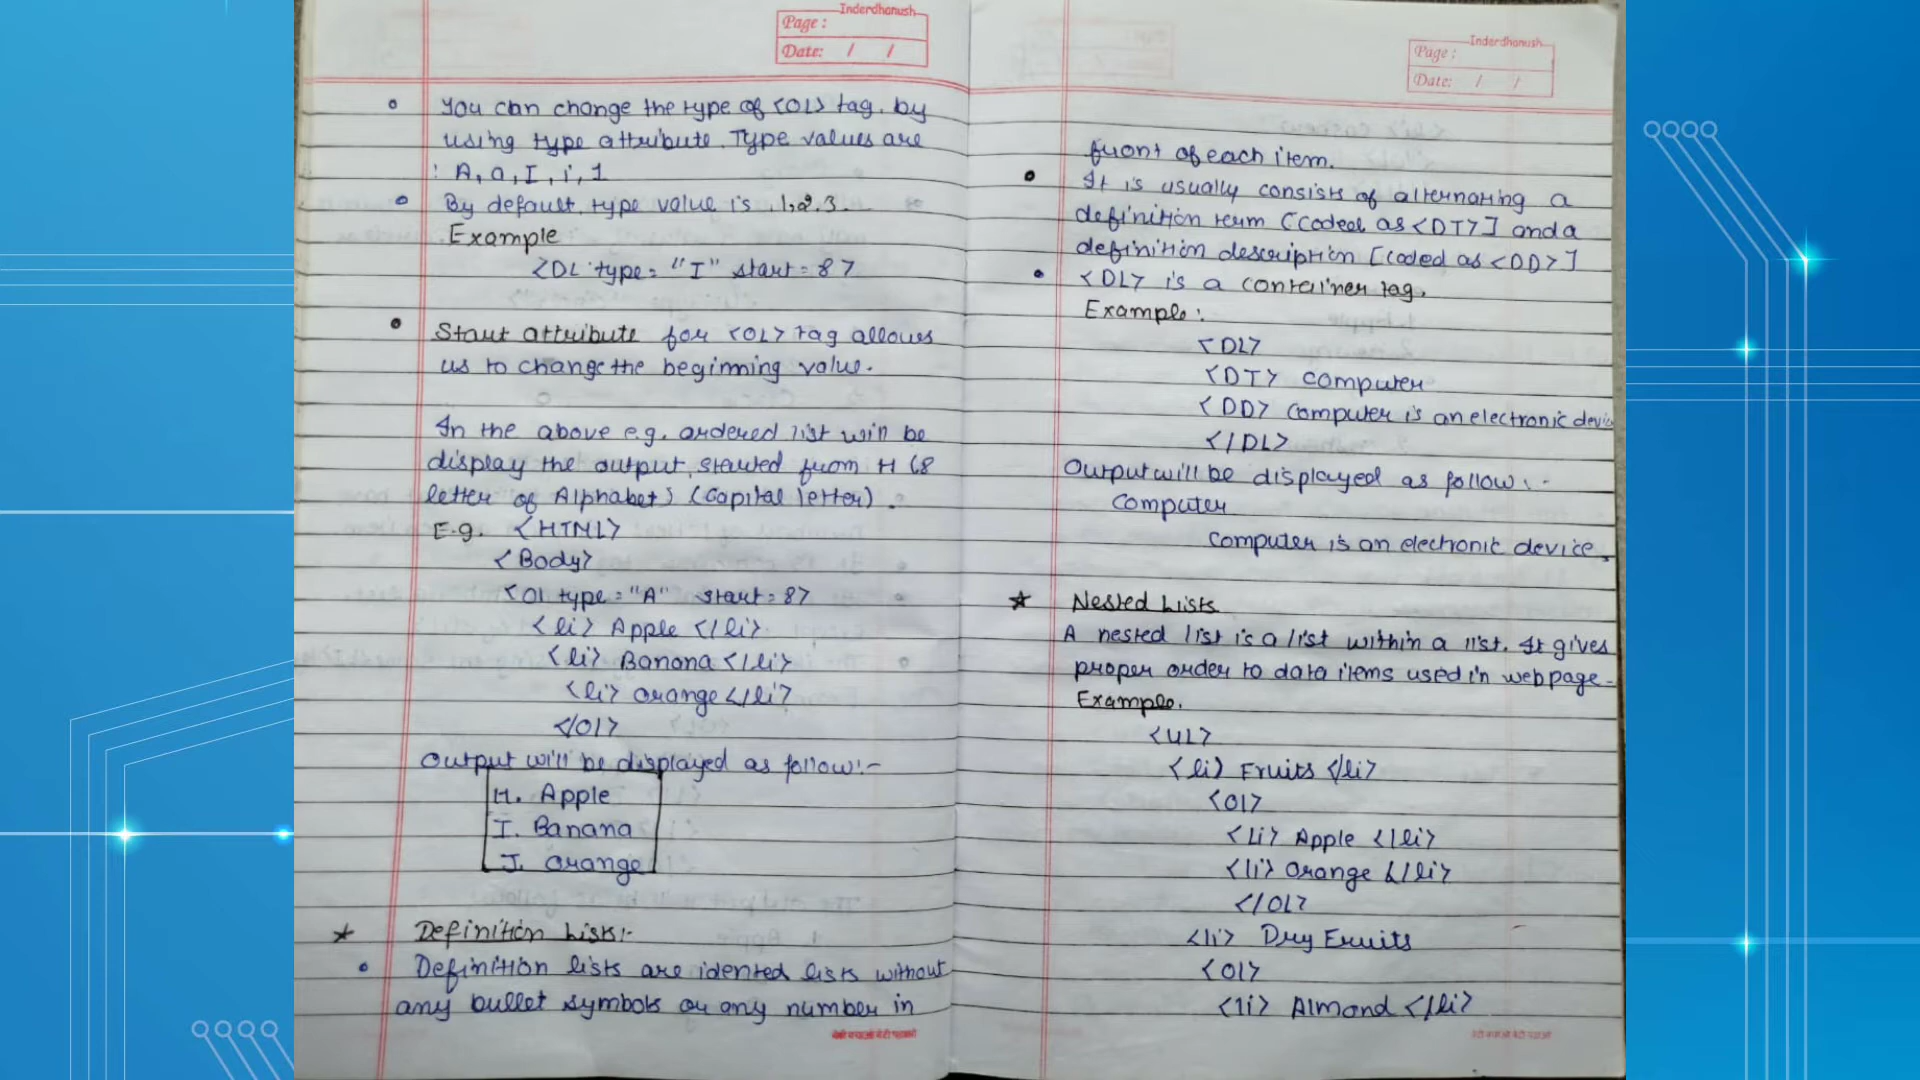 Inderdhanush
Page :
Date: / /
You can change the type of <OL> tag. by
using type attribute. Type values are
: A, a, I, i, 1
By default type value is 1,2,3.
Example
<OL type = "I" start = 8>
Start attribute for <OL> tag allows
us to change the beginning value.
In the above e.g. ordered list will be
display the output started from H (8
letter of Alphabets (Capital letter).
E.g. <HTML>
<Body>
<Ol type = "A" start = 8>
<li> Apple </li>
<li> Banana </li>
<li> Orange </li>
</Ol>
Output will be displayed as follow:-
H. Apple
I. Banana
J. Orange
Definition Lists:-
Definition lists are idented lists without
any bullet symbols or any number in
बेटी बचाओ बेटी पढ़ाओ
Inderdhanush
Page :
Date: / /
front of each item.
It is usually consists of alternating a
definition term [Coded as <DT>] and a
definition description [coded as <DD>]
<DL> is a container tag.
Example:
<DL>
<DT> Computer
<DD> Computer is an electronic device
</DL>
Output will be displayed as follow:-
Computer
Computer is an electronic device.
Nested Lists
A nested list is a list within a list. It gives
proper order to data items used in webpage.
Example.
<UL>
<li> Fruits </li>
<Ol>
<Li> Apple </li>
<li> Orange </li>
</OL>
<li> Dry Fruits
<Ol>
<li> Almond </li>